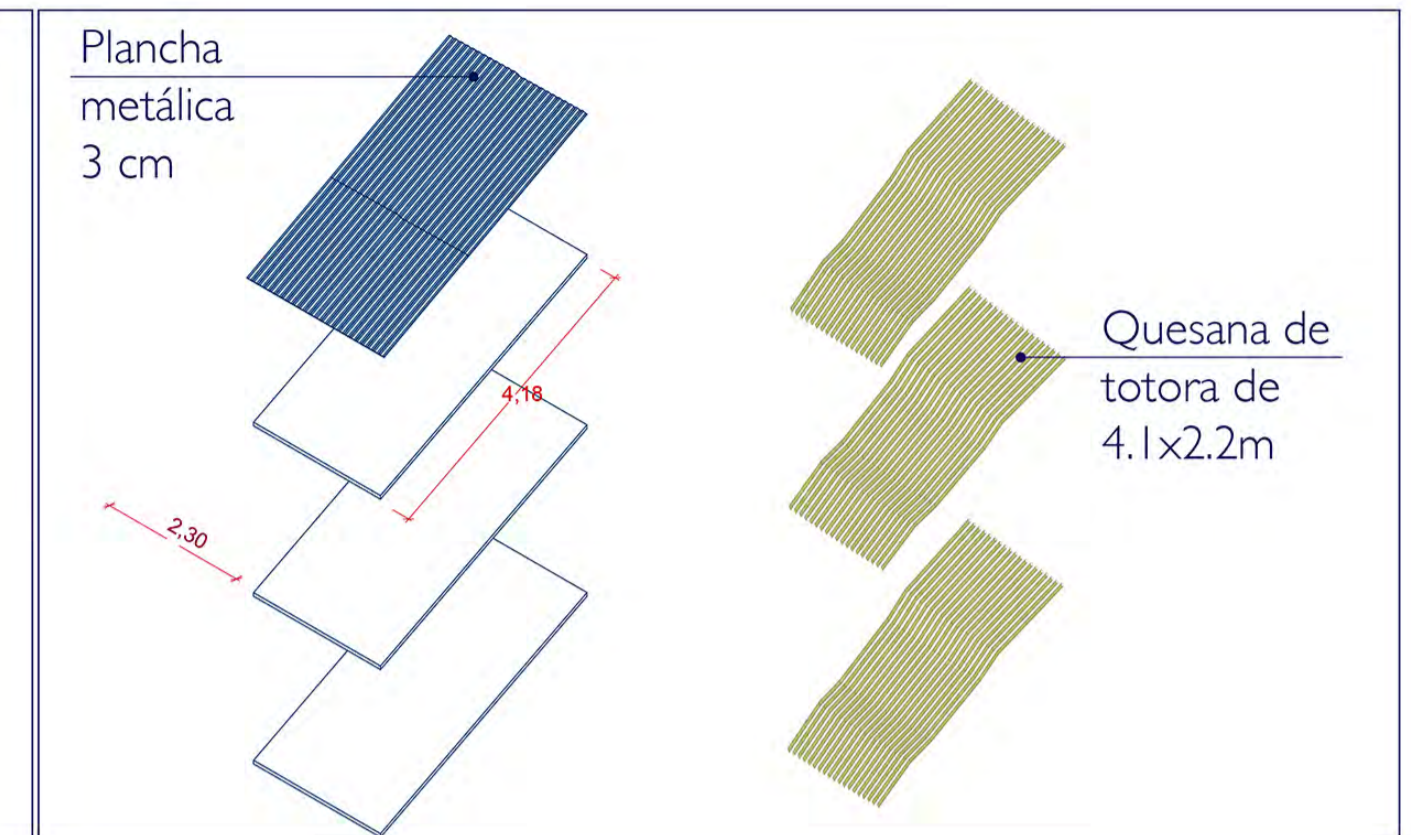 Plancha
metálica
3 cm
4,18
2,30
Quesana de
totora de
4.1x2.2m